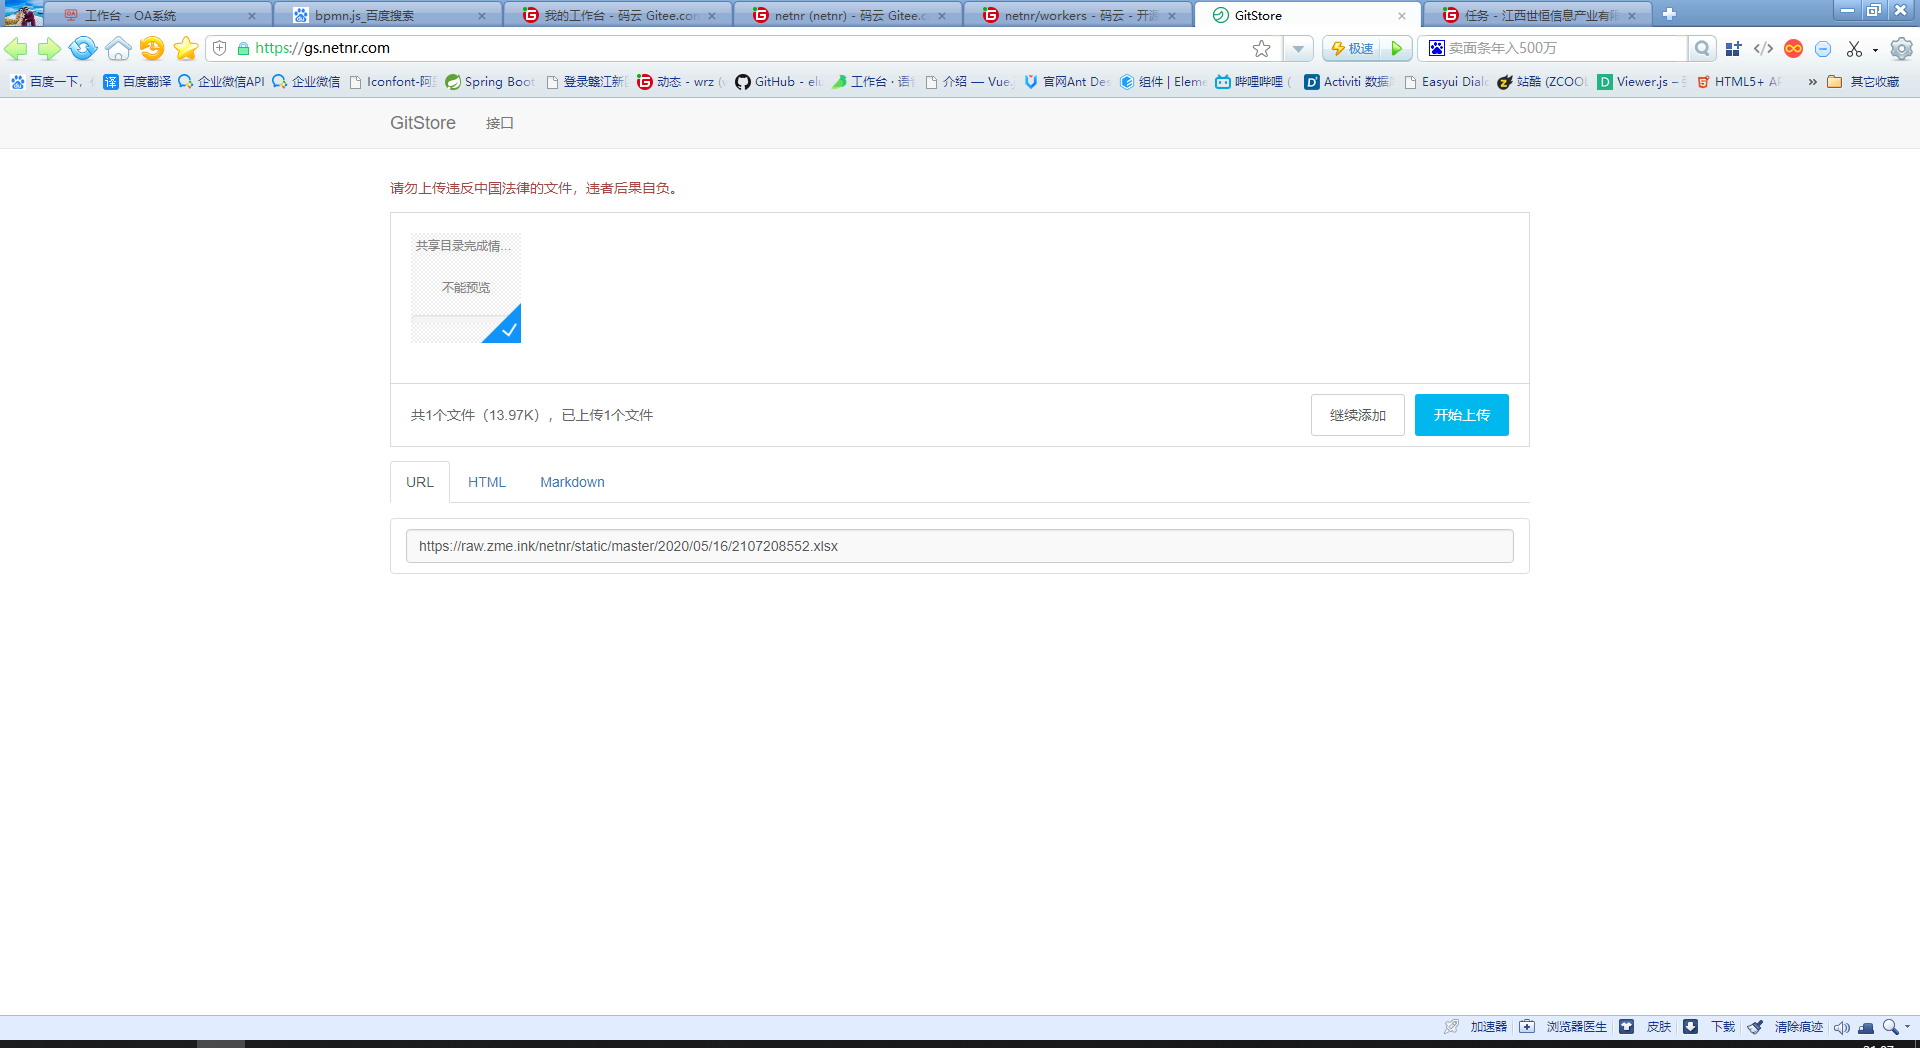 工作台 - OA系统
bpmn.js_百度搜索
我的工作台 - 码云 Gitee.con
netnr (netnr) - 码云 Gitee.c
netnr/workers - 码云 - 开源
GitStore
任务 - 江西世恒信息产业有限
https://gs.netnr.com
极速
卖面条年入500万
百度一下,
百度翻译
企业微信API
企业微信
Iconfont-阿
登录赣江新
Spring Boot
动态 - wrz (
GitHub - elu
工作台 · 语
介绍 — Vue.
官网Ant Des
组件 | Eleme
哔哩哔哩 (
Activiti 数据
Easyui Dialo
站酷 (ZCOOL
Viewer.js –
HTML5+ AP
»
其它收藏
GitStore
接口
请勿上传违反中国法律的文件，违者后果自负。
共享目录完成情...
不能预览
共1个文件（13.97K），已上传1个文件
继续添加
开始上传
URL
HTML
Markdown
https://raw.zme.ink/netnr/static/master/2020/05/16/2107208552.xlsx
加速器
浏览器医生
皮肤
下载
清除痕迹